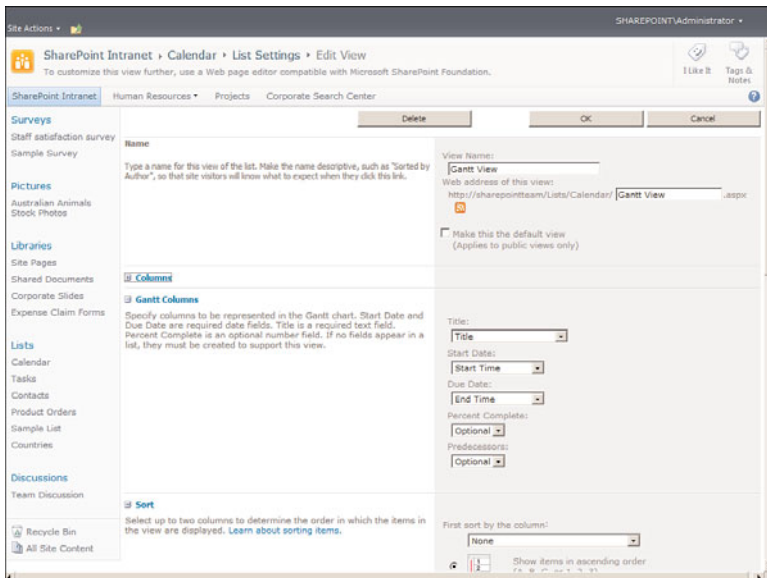 SHAREPOINT\Administrator
Site Actions
SharePoint Intranet › Calendar › List Settings › Edit View
To customize this view further, use a Web page editor compatible with Microsoft SharePoint Foundation.
I Like It
Tags & Notes
SharePoint Intranet
Human Resources
Projects
Corporate Search Center
Surveys
Staff satisfaction survey
Sample Survey
Pictures
Australian Animals
Stock Photos
Libraries
Site Pages
Shared Documents
Corporate Slides
Expense Claim Forms
Lists
Calendar
Tasks
Contacts
Product Orders
Sample List
Countries
Discussions
Team Discussion
Recycle Bin
All Site Content
Delete
OK
Cancel
Name
Type a name for this view of the list. Make the name descriptive, such as "Sorted by
Author", so that site visitors will know what to expect when they click this link.
View Name:
Gantt View
Web address of this view:
http://sharepointteam/Lists/Calendar/ Gantt View .aspx
Make this the default view
(Applies to public views only)
Columns
Gantt Columns
Specify columns to be represented in the Gantt chart. Start Date and
Due Date are required date fields. Title is a required text field.
Percent Complete is an optional number field. If no fields appear in a
list, they must be created to support this view.
Title:
Title
Start Date:
Start Time
Due Date:
End Time
Percent Complete:
Optional
Predecessors:
Optional
Sort
Select up to two columns to determine the order in which the items in
the view are displayed. Learn about sorting items.
First sort by the column:
None
Show items in ascending order